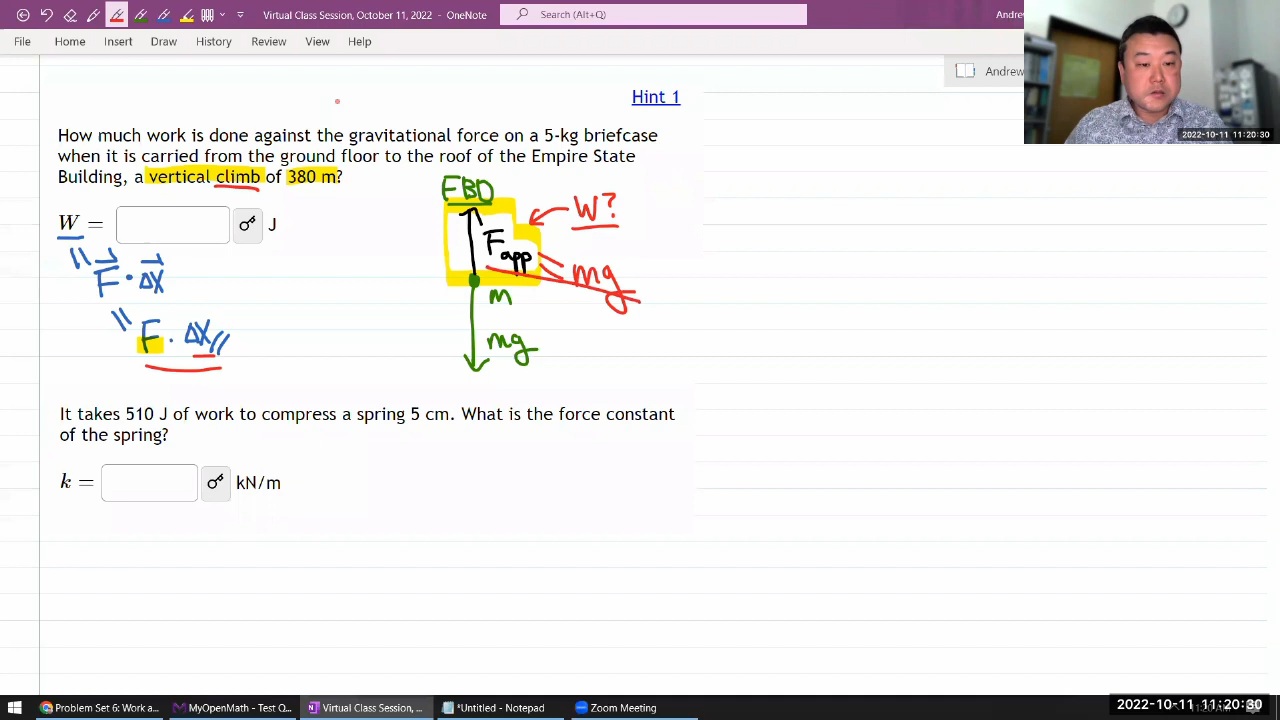 Virtual Class Session, October 11, 2022 - OneNote
Search (Alt+Q)
Andrew
File Home Insert Draw History Review View Help
Andrew
2022-10-11 11:20:30
Hint 1
How much work is done against the gravitational force on a 5-kg briefcase
when it is carried from the ground floor to the roof of the Empire State
Building, a vertical climb of 380 m?
W = J
FBD
W?
F app
mg
m
mg
|| F · ΔX
|| F · ΔX //
It takes 510 J of work to compress a spring 5 cm. What is the force constant
of the spring?
k = kN/m
Problem Set 6: Work a...
MyOpenMath - Test Q...
Virtual Class Session, ...
*Untitled - Notepad
Zoom Meeting
2022-10-11 11:20:30